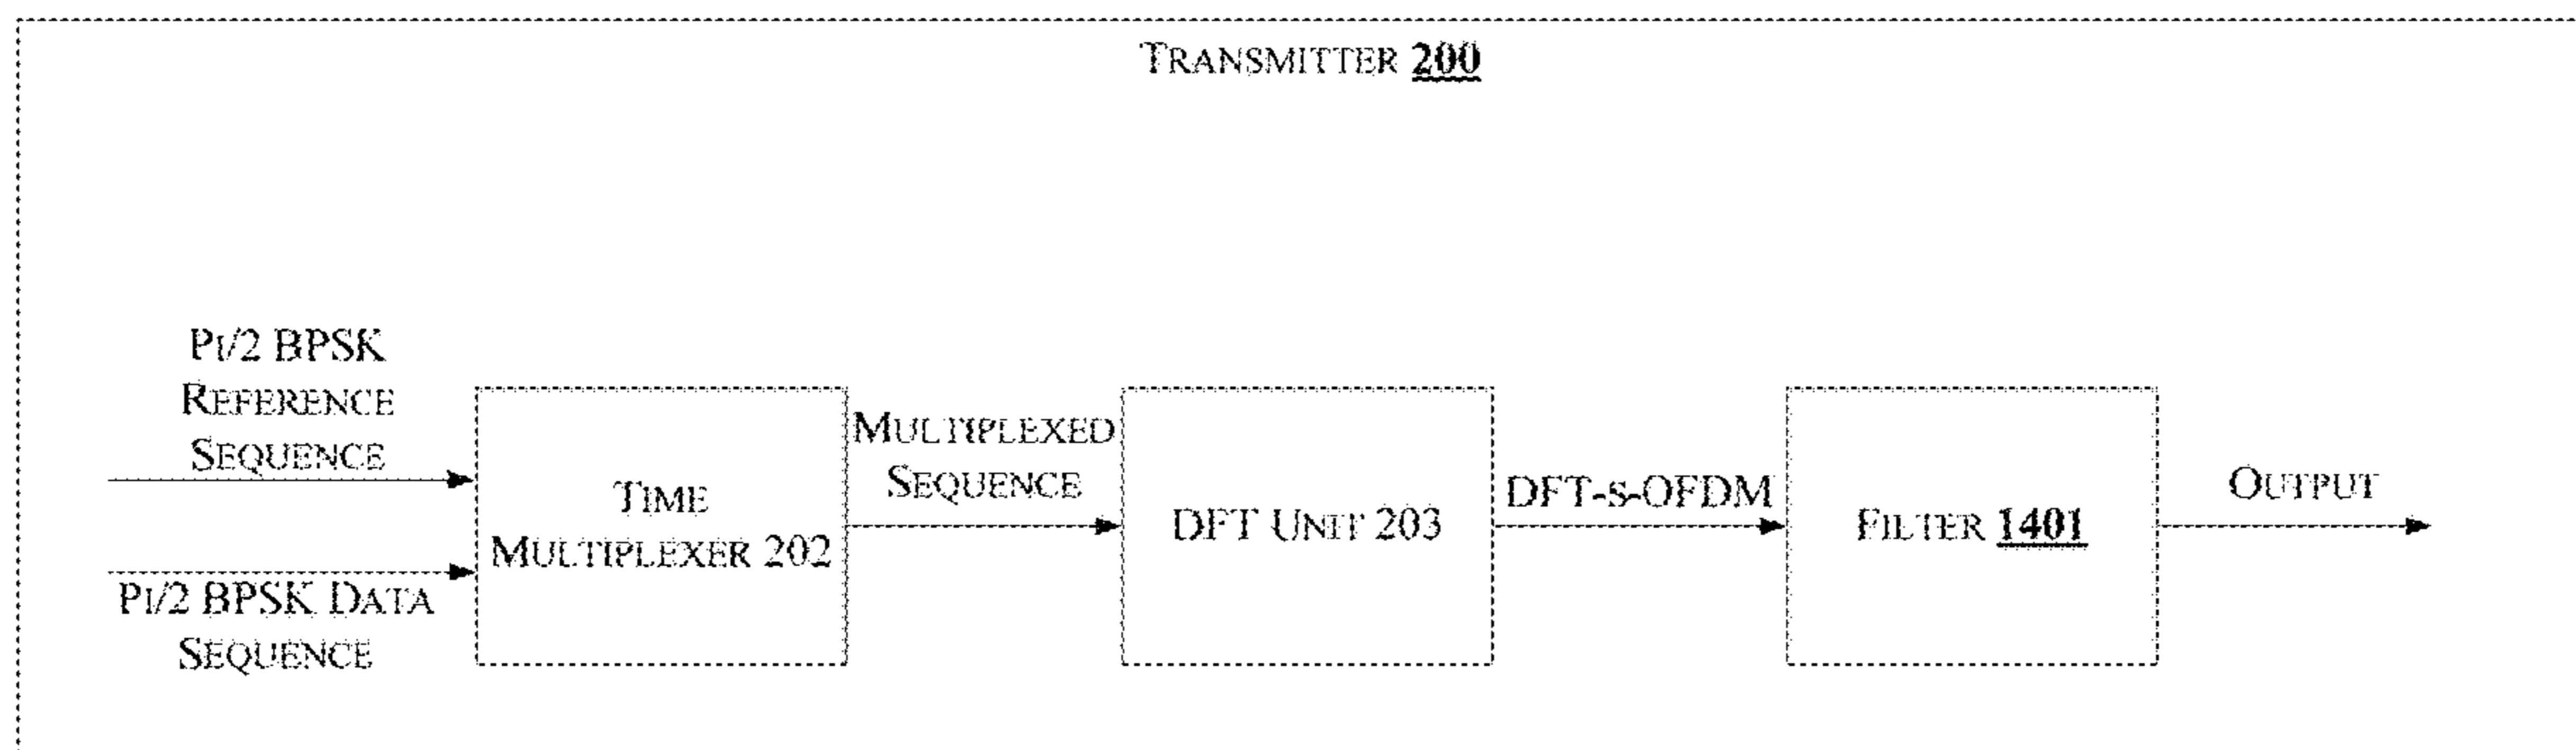 TRANSMITTER 200
PI/2 BPSK
REFERENCE
SEQUENCE
PI/2 BPSK DATA
SEQUENCE
TIME
MULTIPLEXER 202
MULTIPLEXED
SEQUENCE
DFT UNIT 203
DFT-S-OFDM
FILTER 1401
OUTPUT